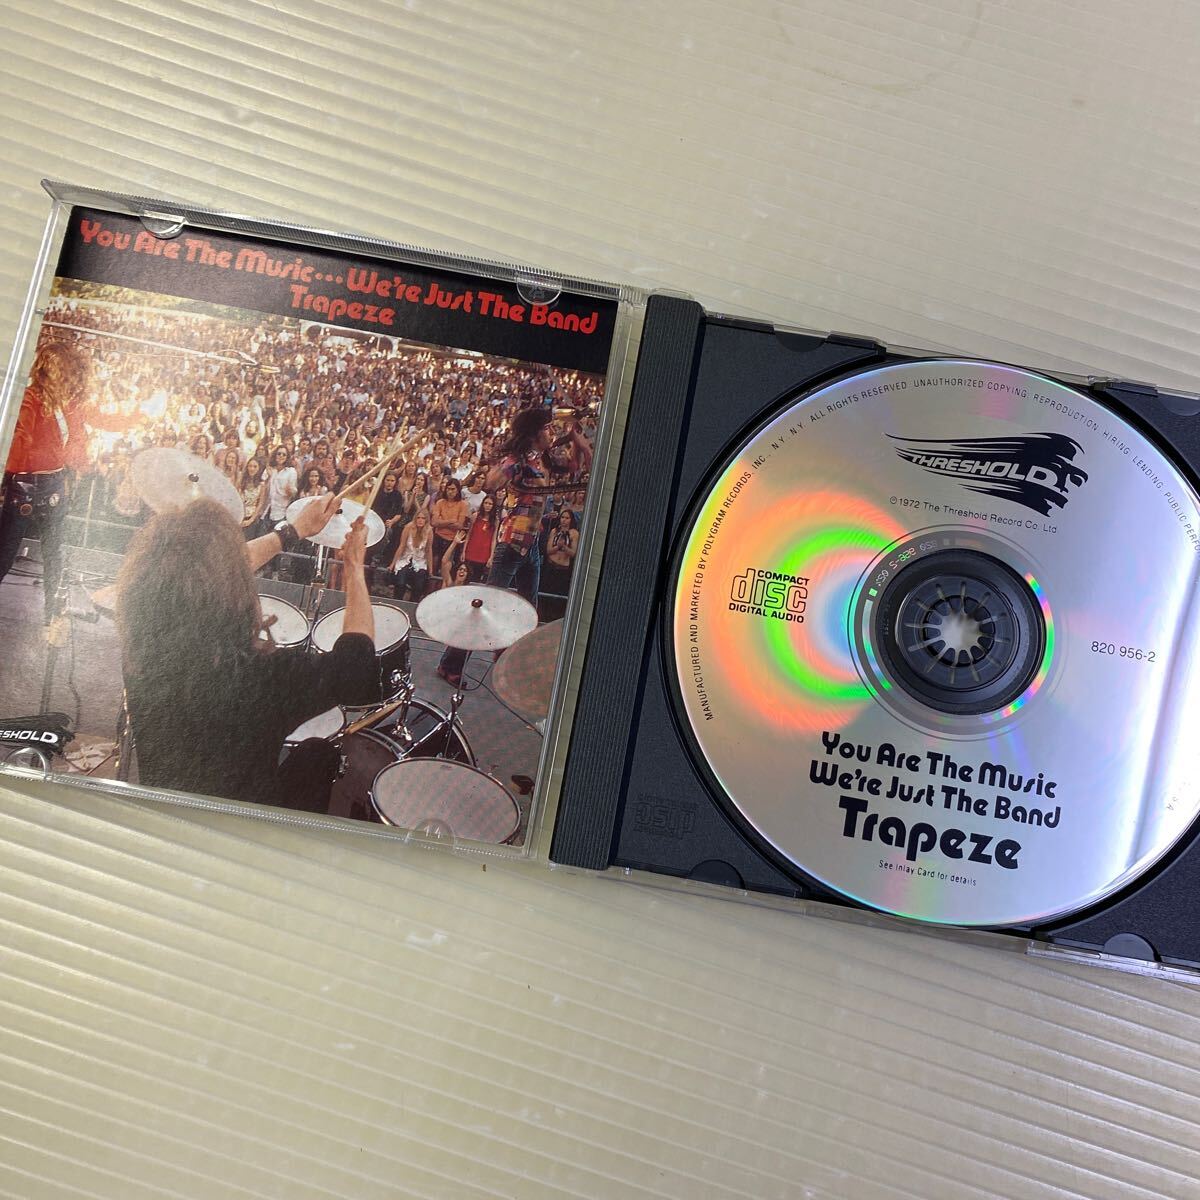 You Are The Music... We're Just The Band
Trapeze
ESHOLD
MANUFACTURED AND MARKETED BY POLYGRAM RECORDS, INC., N.Y., N.Y. ALL RIGHTS RESERVED. UNAUTHORIZED COPYING, REPRODUCTION, HIRING, LENDING, PUBLIC PERFO
THRESHOLD
℗1972 The Threshold Record Co. Ltd.
COMPACT
disc
DIGITAL AUDIO
820 956-2
You Are The Music
We're Just The Band
Trapeze
See Inlay Card for details